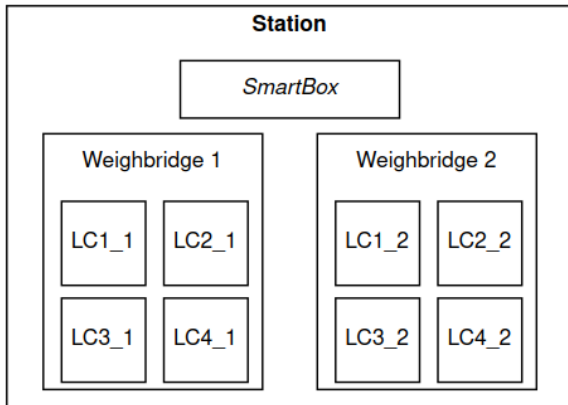 Station
SmartBox
Weighbridge 1
Weighbridge 2
LC1_1
LC2_1
LC1_2
LC2_2
LC3_1
LC4_1
LC3_2
LC4_2